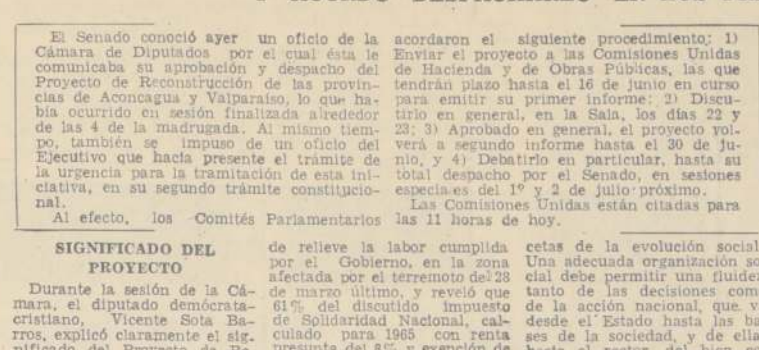 El Senado conoció ayer un oficio de la
Cámara de Diputados por el cual ésta le
comunicaba su aprobación y despacho del
Proyecto de Reconstrucción de las provin-
cias de Aconcagua y Valparaíso, lo que ha-
bía ocurrido en sesión finalizada alrededor
de las 4 de la madrugada. Al mismo tiem-
po, también se impuso de un oficio del
Ejecutivo que hacía presente el trámite de
la urgencia para la tramitación de esta ini-
ciativa, en su segundo trámite constitucio-
nal.
Al efecto, los Comités Parlamentarios
acordaron el siguiente procedimiento: 1)
Enviar el proyecto a las Comisiones Unidas
de Hacienda y de Obras Públicas, las que
tendrán plazo hasta el 16 de junio en curso
para emitir su primer informe; 2) Discu-
tirlo en general, en la Sala, los días 22 y
23; 3) Aprobado en general, el proyecto vol-
verá a segundo informe hasta el 30 de ju-
nio, y 4) Debatirlo en particular, hasta su
total despacho por el Senado, en sesiones
especiales del 1º y 2 de julio próximo.
Las Comisiones Unidas están citadas para
las 11 horas de hoy.
SIGNIFICADO DEL
PROYECTO
Durante la sesión de la Cá-
mara, el diputado demócrata-
cristiano, Vicente Sota Ba-
rros, explicó claramente el sig-
de relieve la labor cumplida
por el Gobierno, en la zona
afectada por el terremoto del 28
de marzo último, y reveló que
61% del discutido impuesto
de Solidaridad Nacional, cal-
culado para 1965 con renta
presunta del 8% y exención de
cetas de la evolución social
Una adecuada organización so
cial debe permitir una fluidez
tanto de las decisiones com
de la acción nacional, que v
desde el Estado hasta las ba
ses de la sociedad, y de ella